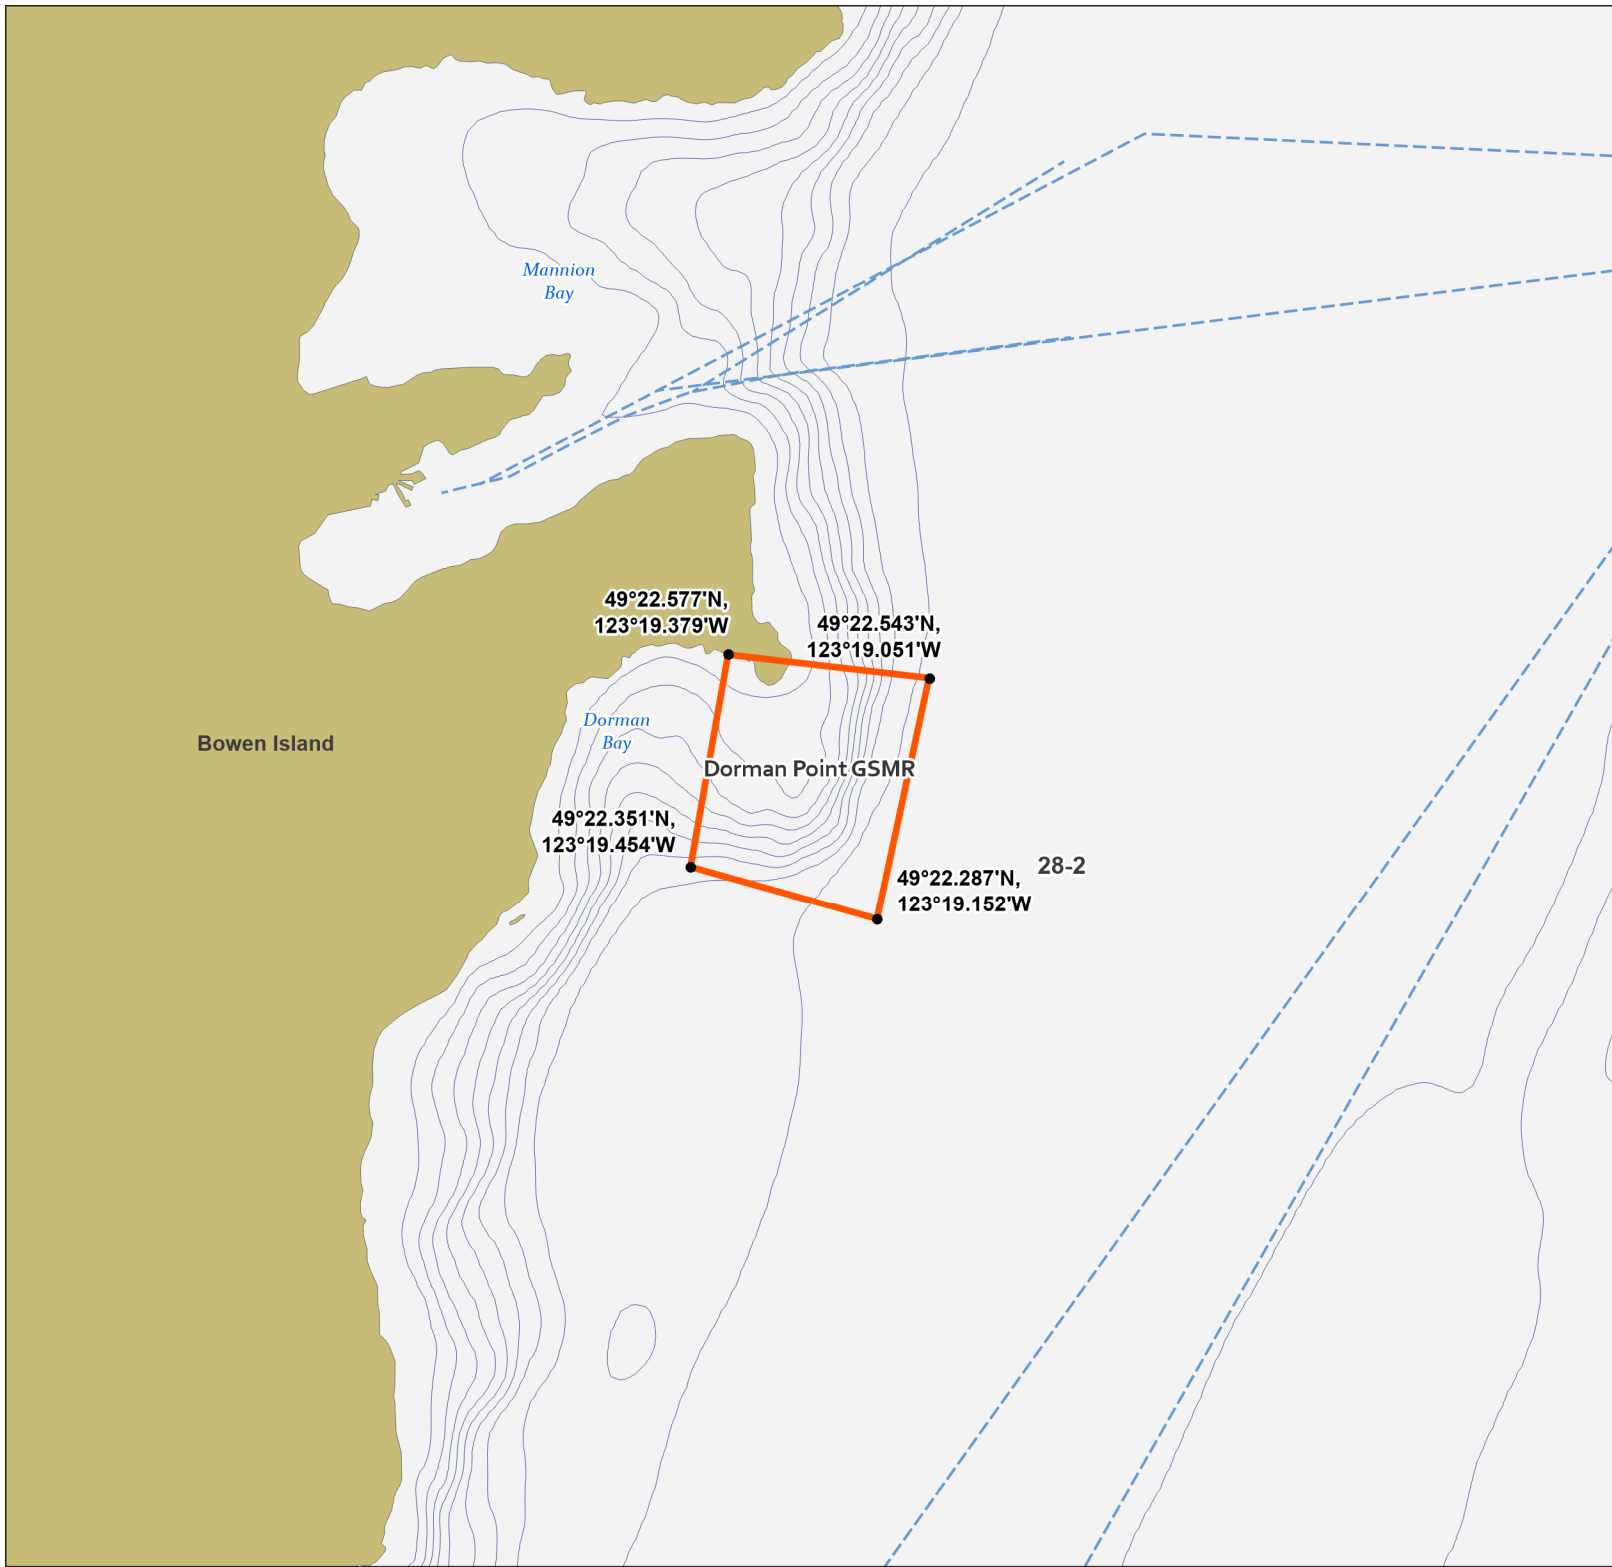 Mannion
Bay
49°22.577'N,
123°19.379'W
49°22.543'N,
123°19.051'W
Dorman
Bay
Bowen Island
Dorman Point GSMR
49°22.351'N,
123°19.454'W
28-2
49°22.287'N,
123°19.152'W